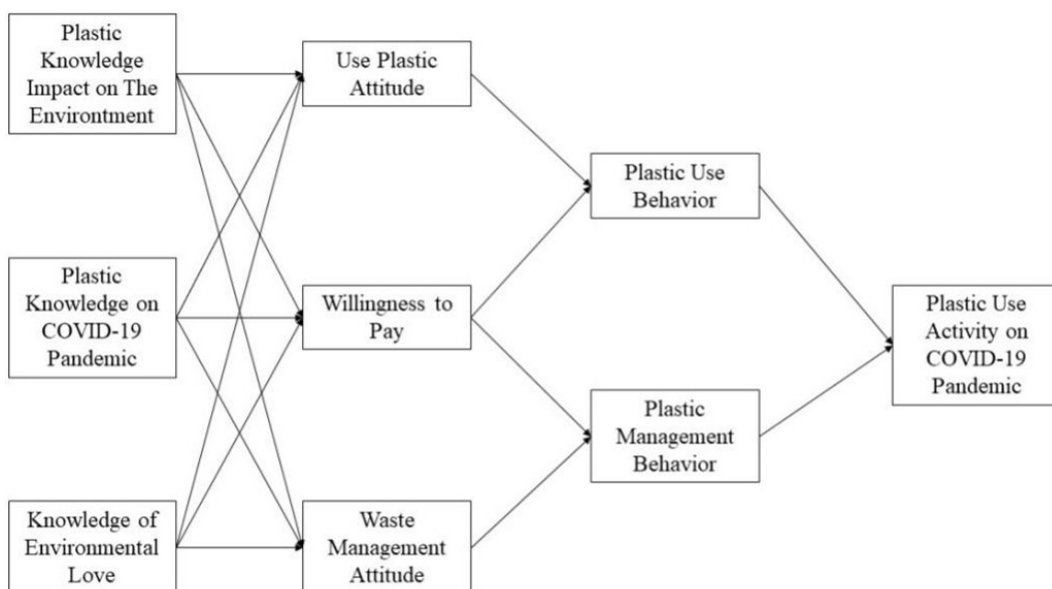 Plastic
Knowledge
Impact on The
Environtment
Use Plastic
Attitude
Plastic Use
Behavior
Plastic
Knowledge on
COVID-19
Pandemic
Willingness to
Pay
Plastic Use
Activity on
COVID-19
Pandemic
Plastic
Management
Behavior
Knowledge of
Environmental
Love
Waste
Management
Attitude